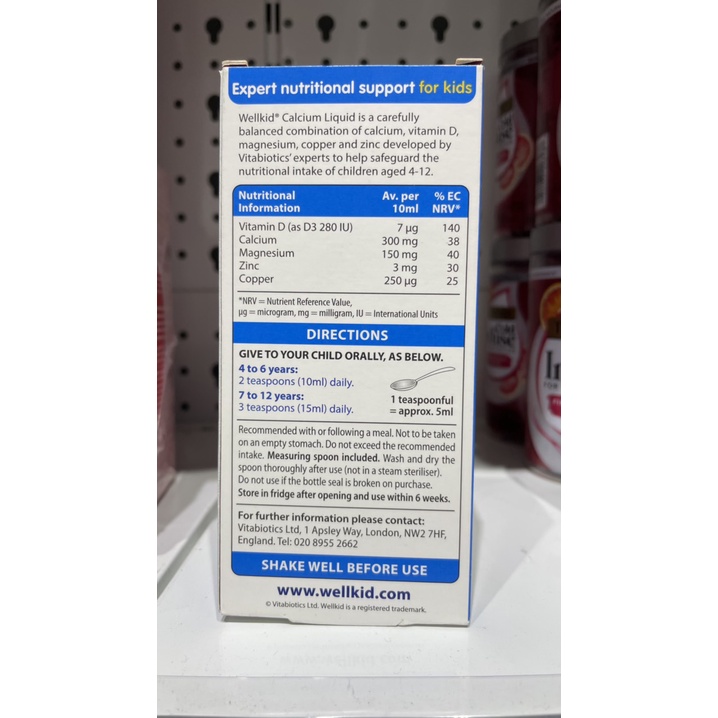 Expert nutritional support for kids
Wellkid® Calcium Liquid is a carefully
balanced combination of calcium, vitamin D,
magnesium, copper and zinc developed by
Vitabiotics' experts to help safeguard the
nutritional intake of children aged 4-12.
Nutritional Information Av. per 10ml % EC NRV*
Vitamin D (as D3 280 IU) 7 µg 140
Calcium 300 mg 38
Magnesium 150 mg 40
Zinc 3 mg 30
Copper 250 µg 25
*NRV = Nutrient Reference Value,
µg = microgram, mg = milligram, IU = International Units
DIRECTIONS
GIVE TO YOUR CHILD ORALLY, AS BELOW.
4 to 6 years:
2 teaspoons (10ml) daily.
7 to 12 years:
3 teaspoons (15ml) daily.
1 teaspoonful
= approx. 5ml
Recommended with or following a meal. Not to be taken
on an empty stomach. Do not exceed the recommended
intake. Measuring spoon included. Wash and dry the
spoon thoroughly after use (not in a steam steriliser).
Do not use if the bottle seal is broken on purchase.
Store in fridge after opening and use within 6 weeks.
For further information please contact:
Vitabiotics Ltd, 1 Apsley Way, London, NW2 7HF,
England. Tel: 020 8955 2662
SHAKE WELL BEFORE USE
www.wellkid.com
© Vitabiotics Ltd. Wellkid is a registered trademark.